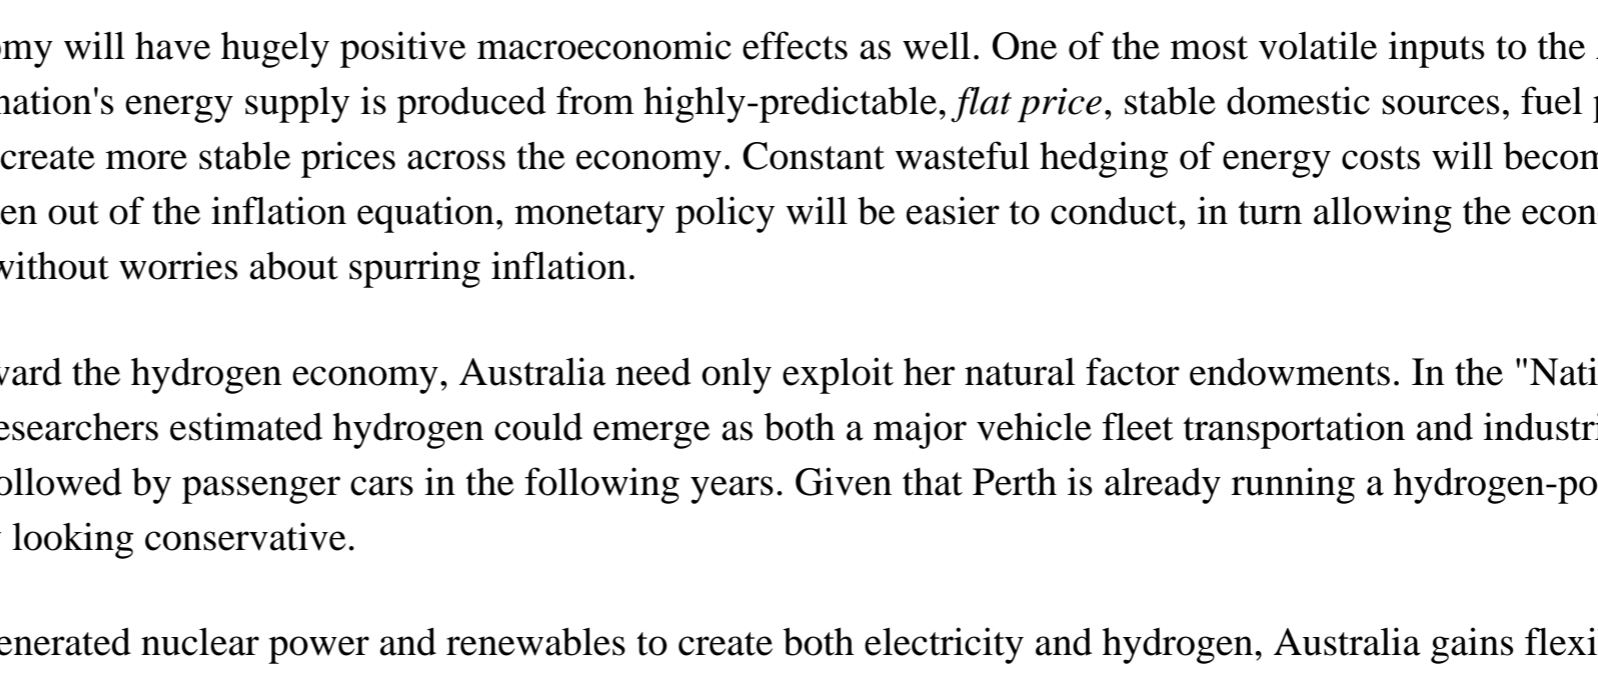 omy will have hugely positive macroeconomic effects as well. One of the most volatile inputs to the
nation's energy supply is produced from highly-predictable, flat price, stable domestic sources, fuel
create more stable prices across the economy. Constant wasteful hedging of energy costs will becom
en out of the inflation equation, monetary policy will be easier to conduct, in turn allowing the econ
without worries about spurring inflation.
ward the hydrogen economy, Australia need only exploit her natural factor endowments. In the "Nati
esearchers estimated hydrogen could emerge as both a major vehicle fleet transportation and industri
ollowed by passenger cars in the following years. Given that Perth is already running a hydrogen-po
looking conservative.
enerated nuclear power and renewables to create both electricity and hydrogen, Australia gains flexi